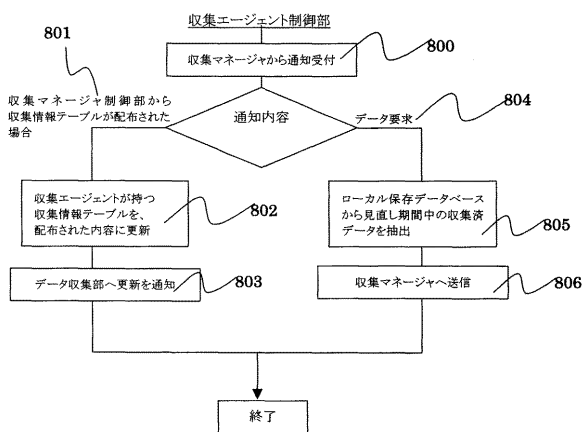 収集エージェント制御部
800
収集マネージャから通知受付
801
収集マネージャ制御部から
収集情報テーブルが配布された
場合
通知内容
データ要求
804
収集エージェントが持つ
収集情報テーブルを、
配布された内容に更新
802
ローカル保存データベース
から見直し期間中の収集済
データを抽出
805
データ収集部へ更新を通知
803
収集マネージャへ送信
806
終了